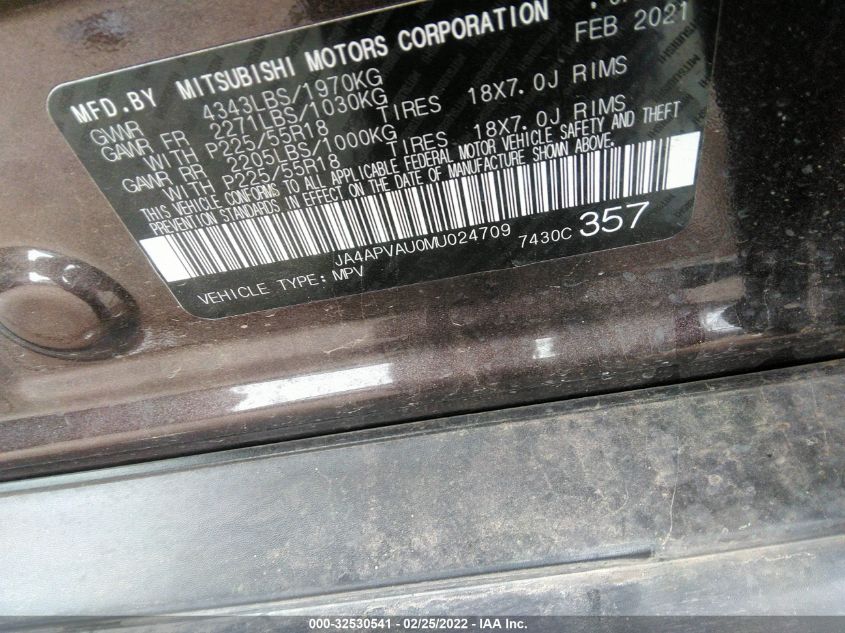 MFD.BY MITSUBISHI MOTORS CORPORATION
FEB 2021
GVWR 4343LBS/1970KG
GAWR FR 2271LBS/1030KG
WITH P225/55R18 TIRES 18X7.0J RIMS
GAWR RR 2205LBS/1000KG
WITH P225/55R18 TIRES 18X7.0J RIMS
THIS VEHICLE CONFORMS TO ALL APPLICABLE FEDERAL MOTOR VEHICLE SAFETY AND THEFT
PREVENTION STANDARDS IN EFFECT ON THE DATE OF MANUFACTURE SHOWN ABOVE.
JA4APVAU0MJ024709 7430C 357
VEHICLE TYPE: MPV
000-32530541 - 02/25/2022 - IAA Inc.